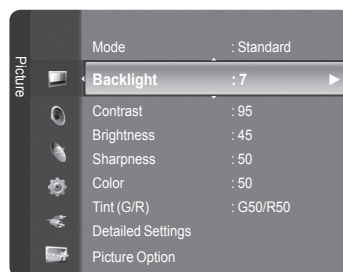 Picture
Mode : Standard
Backlight : 7
Contrast : 95
Brightness : 45
Sharpness : 50
Color : 50
Tint (G/R) : G50/R50
Detailed Settings
Picture Option